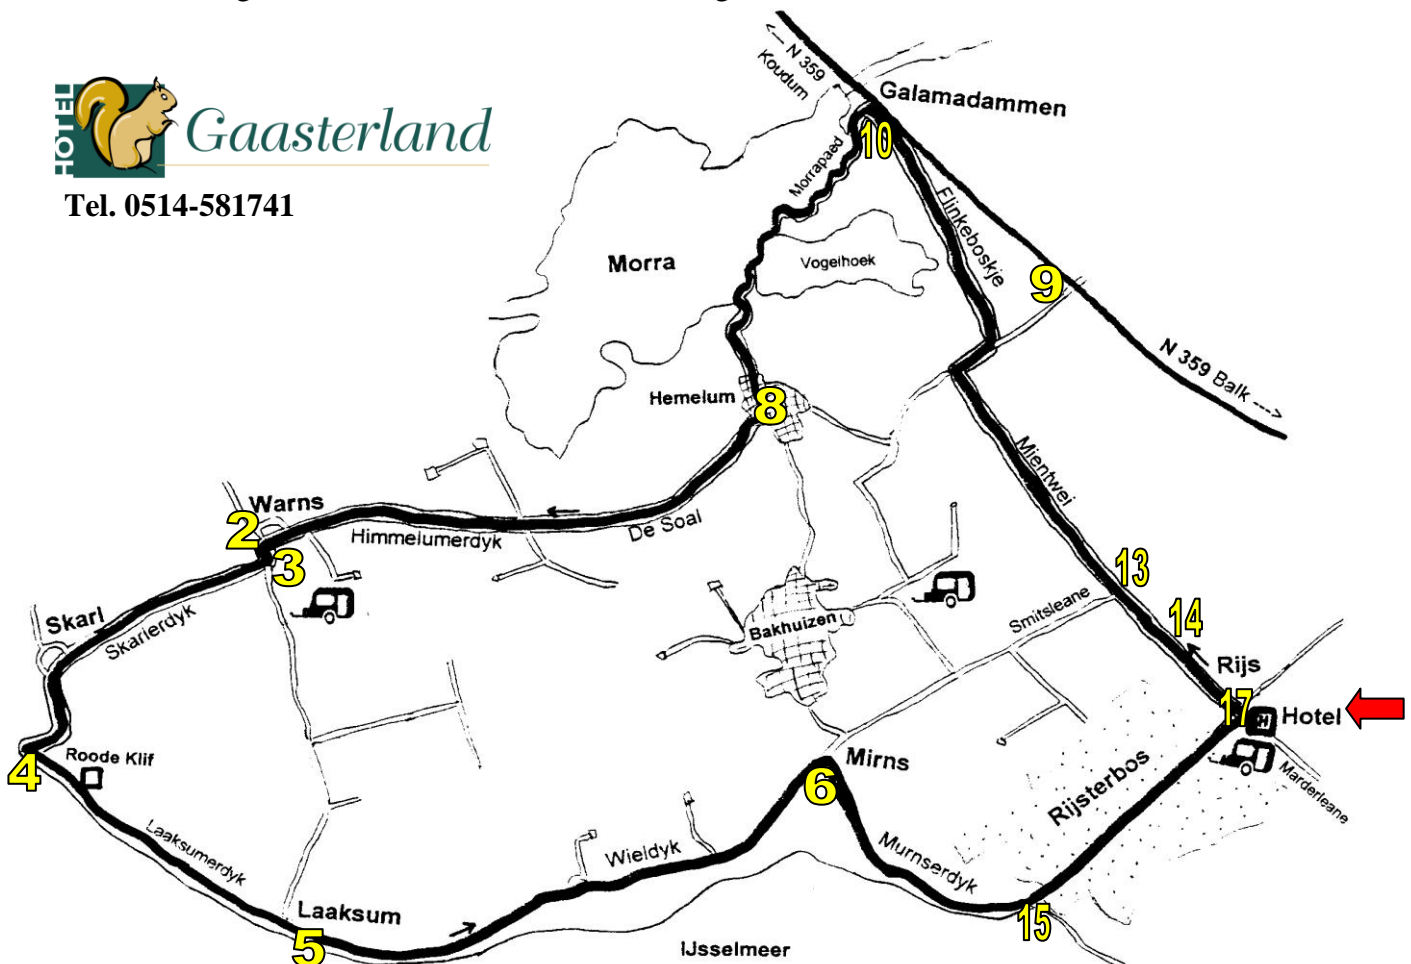 HOTEL
Gaasterland
Tel. 0514-581741
<-- N 359
Koudum
Galamadammen
10
Morrapaed
Elinkeboskje
Morra
Vogelhoek
9
N 359 Balk --->
Hemelum
8
Mientwei
Warns
2
3
Himmelumerdyk
De Soal
13
Skarl
Skarlerdyk
Bakhuizen
Smitsleane
14
Rijs
17
H
Hotel
4
Roode Klif
Mirns
6
Rijsterbos
Marderleane
Laaksumerdyk
Wieldyk
Murnserdyk
Laaksum
5
15
IJsselmeer